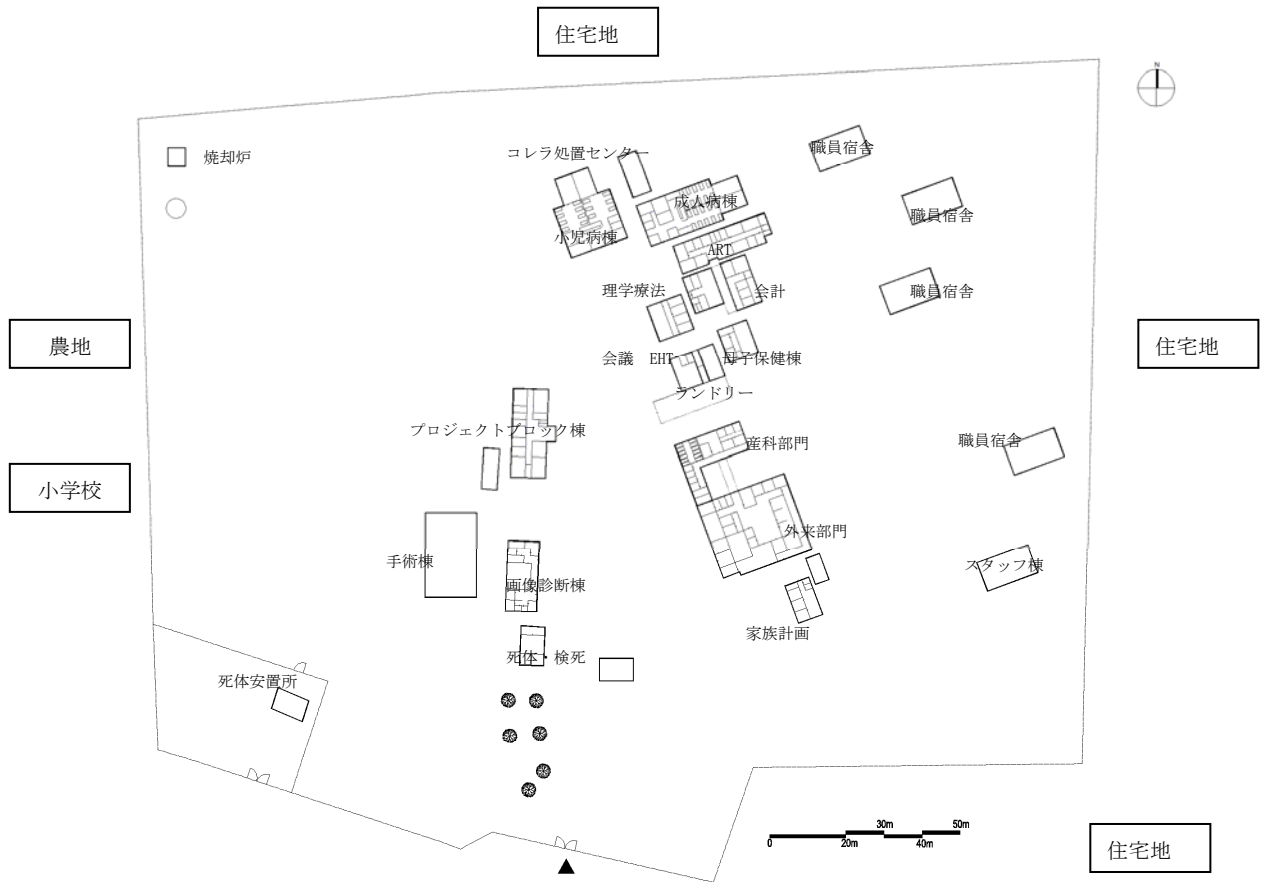 住宅地
N
焼却炉
コレラ処置センター
職員宿舎
成人病棟
職員宿舎
小児病棟
ART
理学療法
会計
職員宿舎
農地
住宅地
会議 EHT
母子保健棟
ランドリー
プロジェクトブロック棟
産科部門
職員宿舎
小学校
外来部門
手術棟
画像診断棟
スタッフ棟
家族計画
死体・検死
死体安置所
30m 50m
0 20m 40m
住宅地